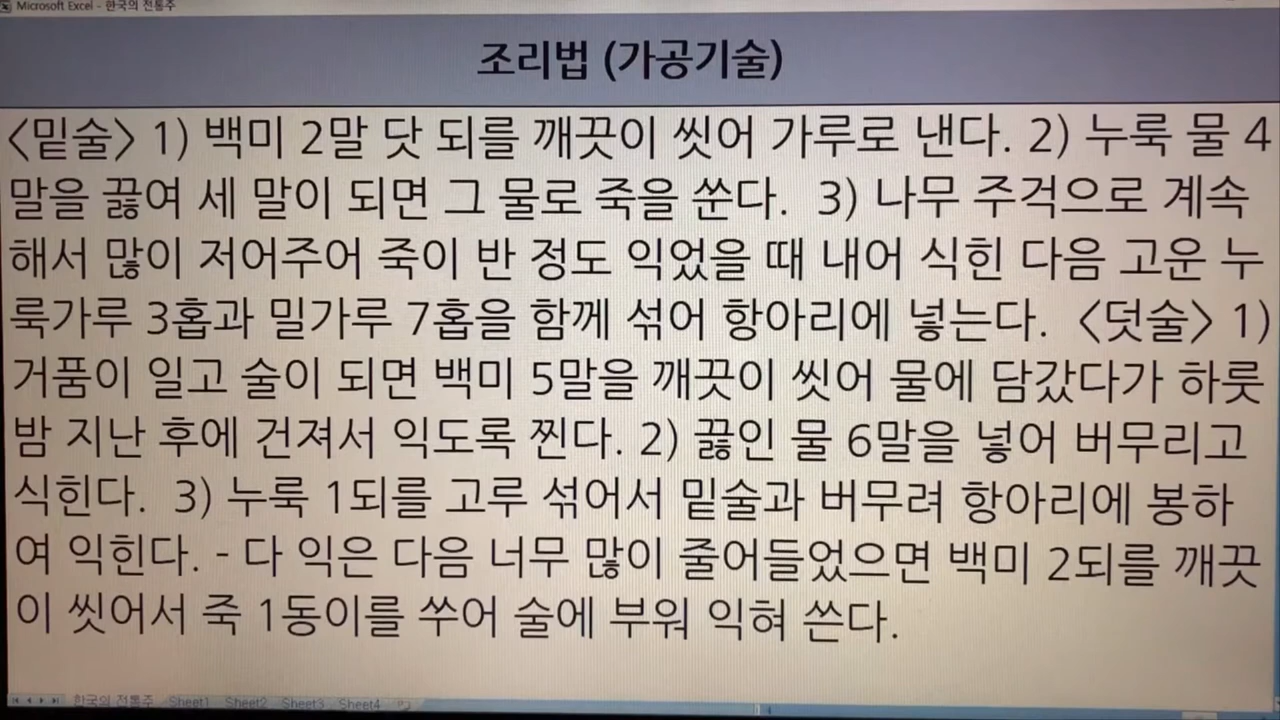 Microsoft Excel - 한국의 전통주
조리법 (가공기술)
<밑술> 1) 백미 2말 닷 되를 깨끗이 씻어 가루로 낸다. 2) 누룩 물 4
말을 끓여 세 말이 되면 그 물로 죽을 쑨다. 3) 나무 주걱으로 계속
해서 많이 저어주어 죽이 반 정도 익었을 때 내어 식힌 다음 고운 누
룩가루 3홉과 밀가루 7홉을 함께 섞어 항아리에 넣는다. <덧술> 1)
거품이 일고 술이 되면 백미 5말을 깨끗이 씻어 물에 담갔다가 하룻
밤 지난 후에 건져서 익도록 찐다. 2) 끓인 물 6말을 넣어 버무리고
식힌다. 3) 누룩 1되를 고루 섞어서 밑술과 버무려 항아리에 봉하
여 익힌다. - 다 익은 다음 너무 많이 줄어들었으면 백미 2되를 깨끗
이 씻어서 죽 1동이를 쑤어 술에 부워 익혀 쓴다.
한국의 전통주 Sheet1 Sheet2 Sheet3 Sheet4